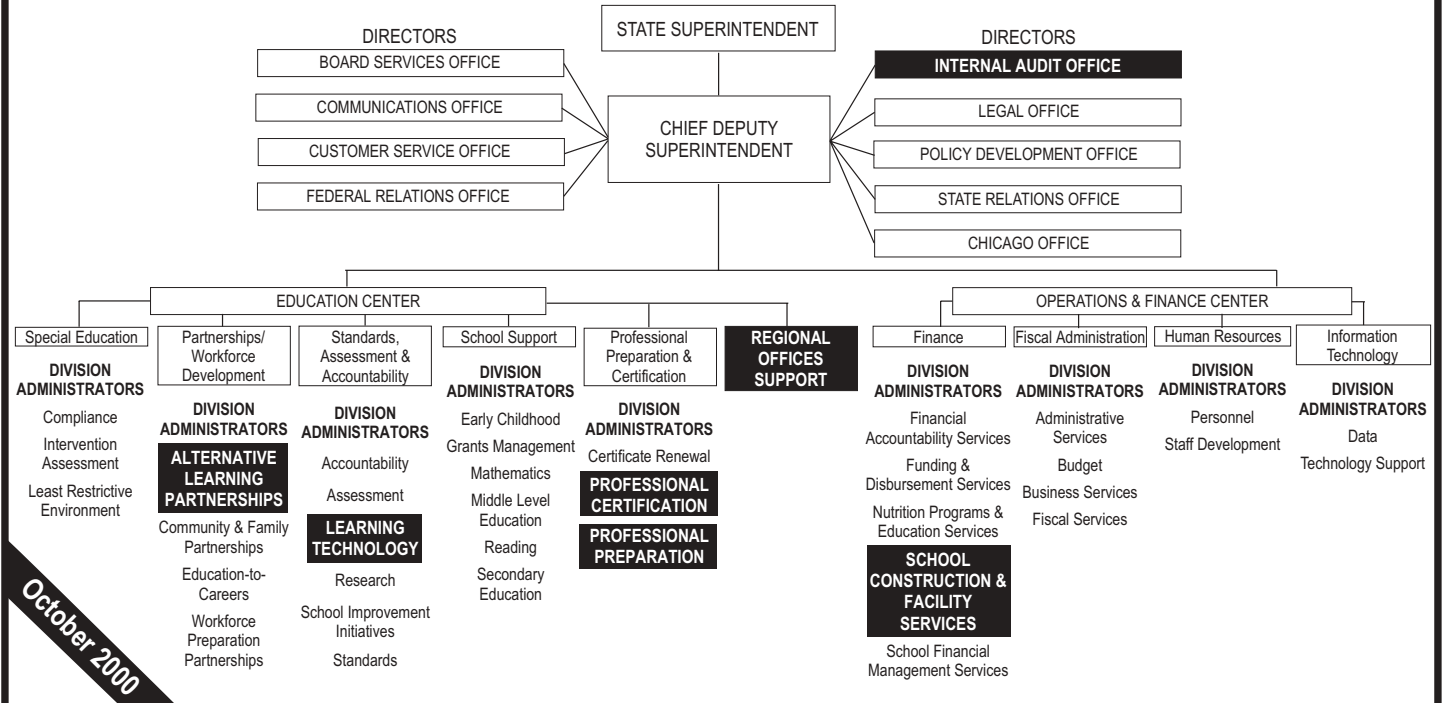 STATE SUPERINTENDENT
DIRECTORS
BOARD SERVICES OFFICE
COMMUNICATIONS OFFICE
CUSTOMER SERVICE OFFICE
FEDERAL RELATIONS OFFICE
CHIEF DEPUTY
SUPERINTENDENT
DIRECTORS
INTERNAL AUDIT OFFICE
LEGAL OFFICE
POLICY DEVELOPMENT OFFICE
STATE RELATIONS OFFICE
CHICAGO OFFICE
EDUCATION CENTER
Special Education
DIVISION
ADMINISTRATORS
Compliance
Intervention
Assessment
Least Restrictive
Environment
Partnerships/
Workforce
Development
DIVISION
ADMINISTRATORS
ALTERNATIVE
LEARNING
PARTNERSHIPS
Community & Family
Partnerships
Education-to-
Careers
Workforce
Preparation
Partnerships
Standards,
Assessment &
Accountability
DIVISION
ADMINISTRATORS
Accountability
Assessment
LEARNING
TECHNOLOGY
Research
School Improvement
Initiatives
Standards
School Support
DIVISION
ADMINISTRATORS
Early Childhood
Grants Management
Mathematics
Middle Level
Education
Reading
Secondary
Education
Professional
Preparation &
Certification
DIVISION
ADMINISTRATORS
Certificate Renewal
PROFESSIONAL
CERTIFICATION
PROFESSIONAL
PREPARATION
REGIONAL
OFFICES
SUPPORT
OPERATIONS & FINANCE CENTER
Finance
DIVISION
ADMINISTRATORS
Financial
Accountability Services
Funding &
Disbursement Services
Nutrition Programs &
Education Services
SCHOOL
CONSTRUCTION &
FACILITY
SERVICES
School Financial
Management Services
Fiscal Administration
DIVISION
ADMINISTRATORS
Administrative
Services
Budget
Business Services
Fiscal Services
Human Resources
DIVISION
ADMINISTRATORS
Personnel
Staff Development
Information
Technology
DIVISION
ADMINISTRATORS
Data
Technology Support
October 2000